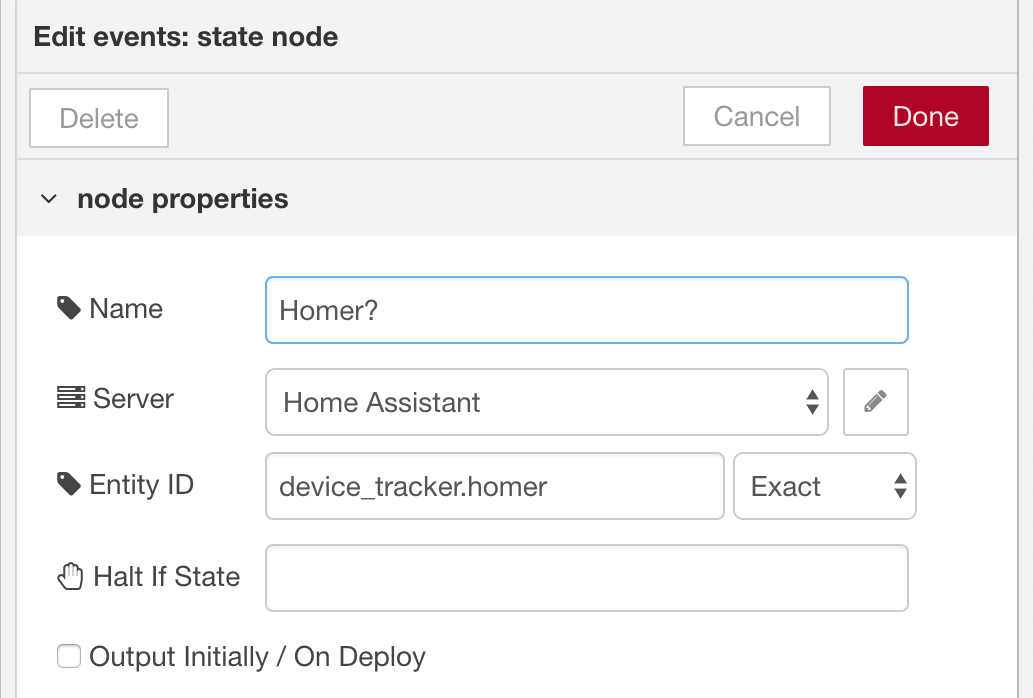 Edit events: state node
Delete
Cancel
Done
node properties
Name
Homer?
Server
Home Assistant
Entity ID
device_tracker.homer
Exact
Halt If State
Output Initially / On Deploy